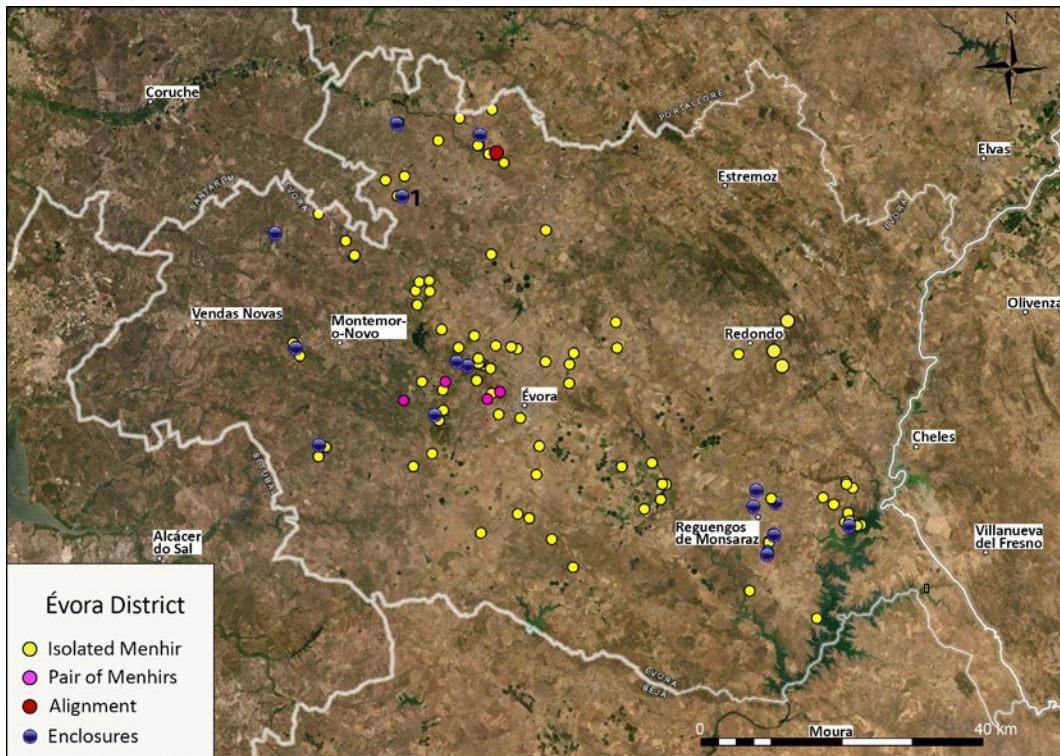 N
Coruche
PORTALEGRE
Elvas
Estremoz
SANTARÉM
ÉVORA
ÉVORA
1
Olivenza
Vendas Novas
Montemor-
o-Novo
Redondo
Évora
Cheles
SETÚBAL
Reguengos
de Monsaraz
Alcácer
do Sal
Villanueva
del Fresno
Évora District
Isolated Menhir
Pair of Menhirs
Alignment
Enclosures
ÉVORA
BEJA
Moura
0
40 km